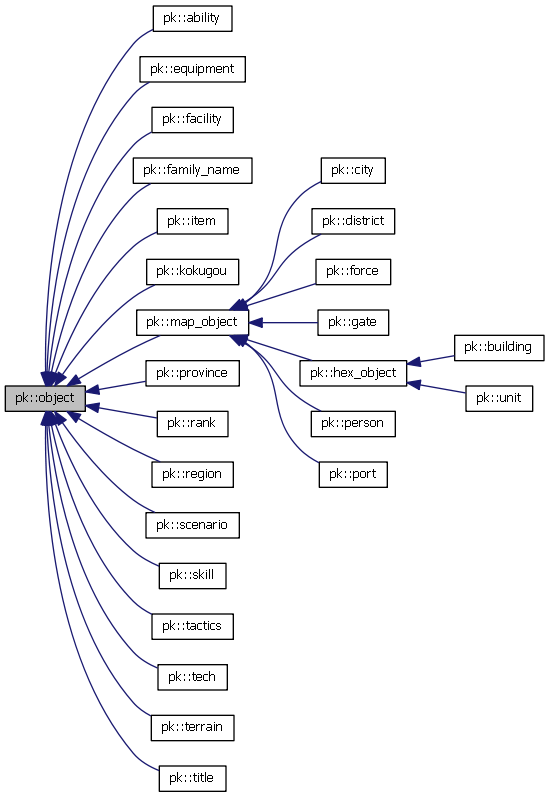 pk::ability
pk::equipment
pk::facility
pk::family_name
pk::city
pk::item
pk::district
pk::kokugou
pk::force
pk::map_object
pk::gate
pk::building
pk::province
pk::hex_object
pk::object
pk::unit
pk::rank
pk::person
pk::region
pk::port
pk::scenario
pk::skill
pk::tactics
pk::tech
pk::terrain
pk::title